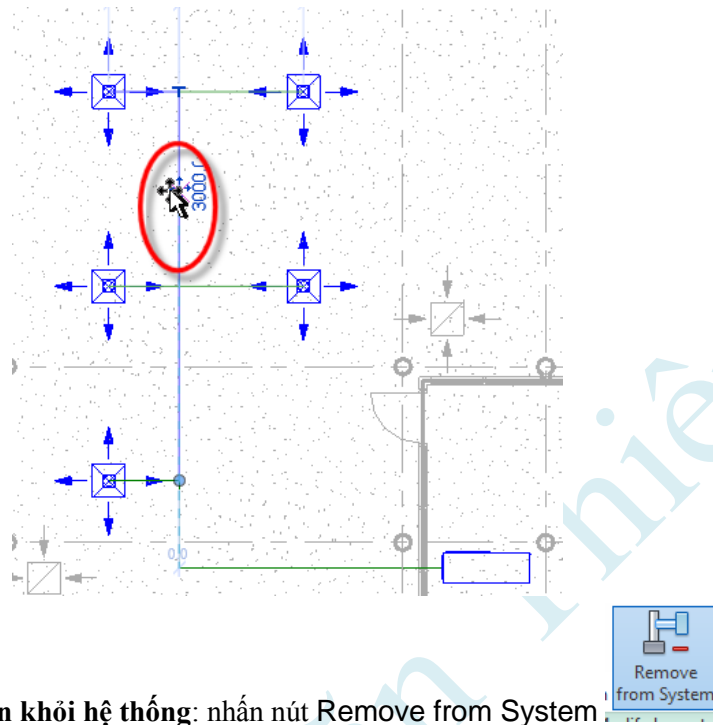 3000
0.0
Remove
from System
khỏi hệ thống: nhấn nút Remove from System